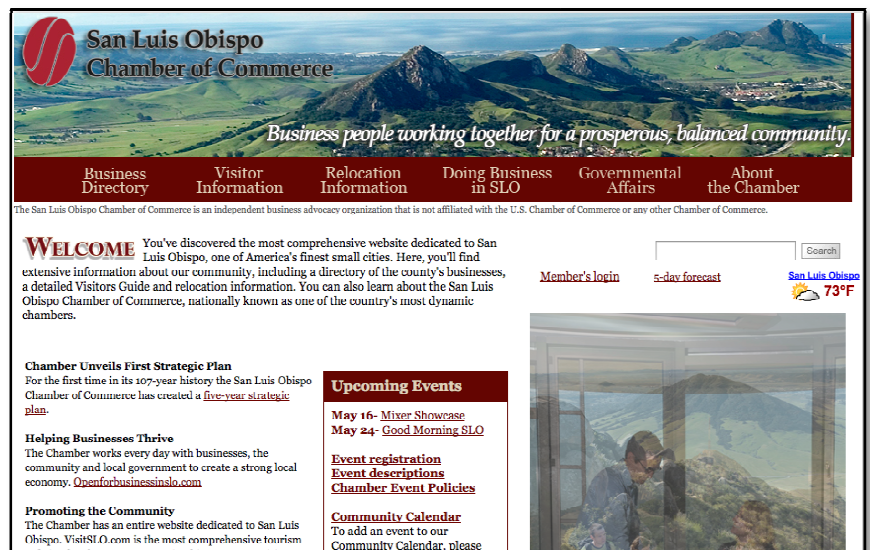 San Luis Obispo
Chamber of Commerce
Business people working together for a prosperous, balanced community.
Business
Directory
Visitor
Information
Relocation
Information
Doing Business
in SLO
Governmental
Affairs
About
the Chamber
The San Luis Obispo Chamber of Commerce is an independent business advocacy organization that is not affiliated with the U.S. Chamber of Commerce or any other Chamber of Commerce.
WELCOME You've discovered the most comprehensive website dedicated to San
Luis Obispo, one of America's finest small cities. Here, you'll find
extensive information about our community, including a directory of the county's businesses,
a detailed Visitors Guide and relocation information. You can also learn about the San Luis
Obispo Chamber of Commerce, nationally known as one of the country's most dynamic
chambers.
Search
Member's login
5-day forecast
San Luis Obispo
73°F
Chamber Unveils First Strategic Plan
For the first time in its 107-year history the San Luis Obispo
Chamber of Commerce has created a five-year strategic
plan.
Helping Businesses Thrive
The Chamber works every day with businesses, the
community and local government to create a strong local
economy. Openforbusinessinslo.com
Promoting the Community
The Chamber has an entire website dedicated to San Luis
Obispo. VisitSLO.com is the most comprehensive tourism
Upcoming Events
May 16- Mixer Showcase
May 24- Good Morning SLO
Event registration
Event descriptions
Chamber Event Policies
Community Calendar
To add an event to our
Community Calendar, please